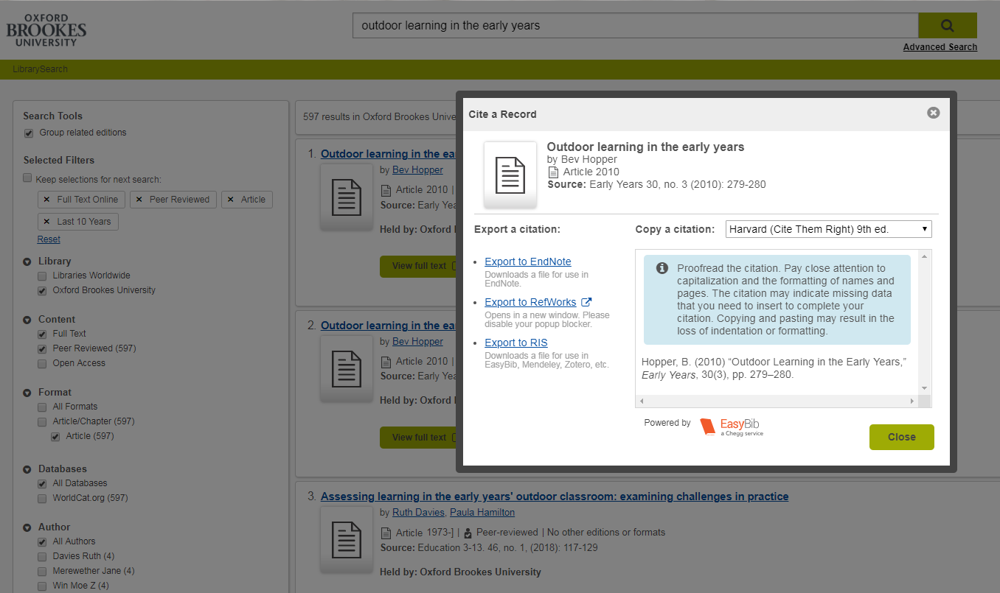 OXFORD
BROOKES
UNIVERSITY
outdoor learning in the early years
Advanced Search
LibrarySearch
Search Tools
Group related editions
Selected Filters
Keep selections for next search:
× Full Text Online × Peer Reviewed × Article
× Last 10 Years
Reset
Library
Libraries Worldwide
Oxford Brookes University
Content
Full Text
Peer Reviewed (597)
Open Access
Format
All Formats
Article/Chapter (597)
Article (597)
Databases
All Databases
WorldCat.org (597)
Author
All Authors
Davies Ruth (4)
Merewether Jane (4)
Win Moe Z (4)
597 results in Oxford Brookes Unive
1. Outdoor learning in the ea
by Bev Hopper
Article 2010 |
Source: Early Yea
Held by: Oxford
View full text
2. Outdoor learning in the ea
by Bev Hopper
Article 2010 |
Source: Early Yea
Held by: Oxford
View full text
3. Assessing learning in the early years' outdoor classroom: examining challenges in practice
by Ruth Davies, Paula Hamilton
Article 1973-] | Peer-reviewed | No other editions or formats
Source: Education 3-13. 46, no. 1, (2018): 117-129
Held by: Oxford Brookes University
Cite a Record
Outdoor learning in the early years
by Bev Hopper
Article 2010
Source: Early Years 30, no. 3 (2010): 279-280
Export a citation:
• Export to EndNote
Downloads a file for use in
EndNote.
• Export to RefWorks
Opens in a new window. Please
disable your popup blocker.
• Export to RIS
Downloads a file for use in
EasyBib, Mendeley, Zotero, etc.
Copy a citation: Harvard (Cite Them Right) 9th ed.
Proofread the citation. Pay close attention to
capitalization and the formatting of names and
pages. The citation may indicate missing data
that you need to insert to complete your
citation. Copying and pasting may result in the
loss of indentation or formatting.
Hopper, B. (2010) “Outdoor Learning in the Early Years,”
Early Years, 30(3), pp. 279–280.
Powered by EasyBib
a Chegg service
Close